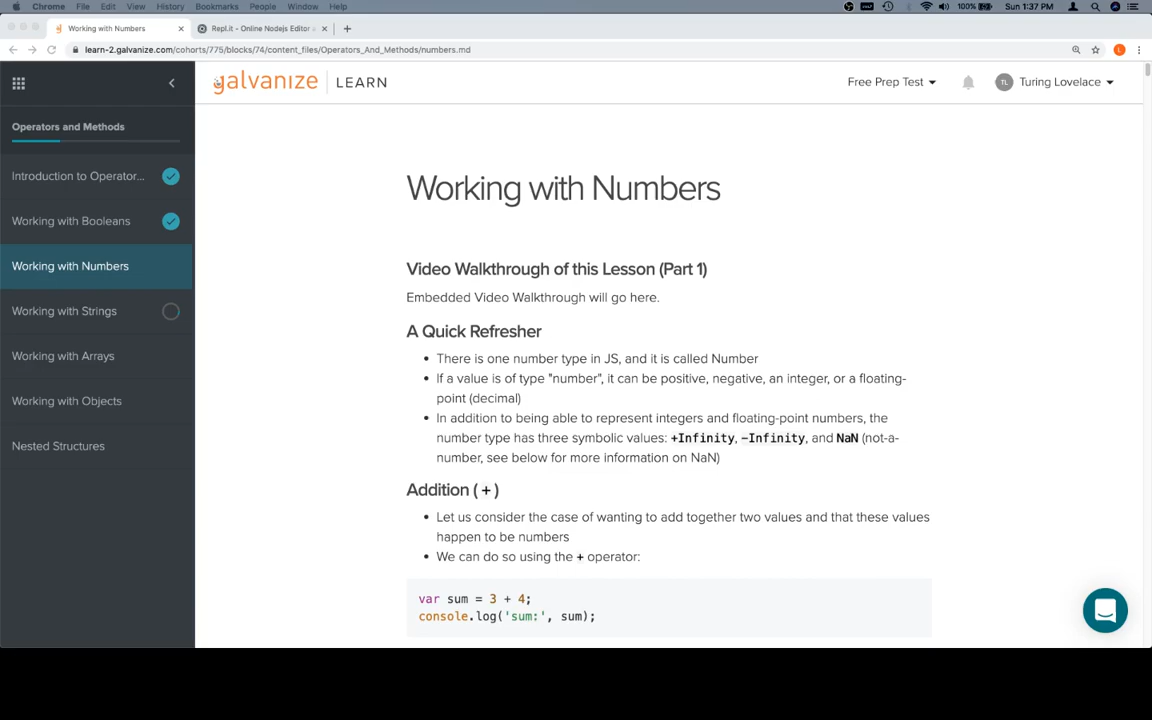 Chrome File Edit View History Bookmarks People Window Help
100% Sun 1:37 PM
Working with Numbers
Repl.it - Online Nodejs Editor
learn-2.galvanize.com/cohorts/775/blocks/74/content_files/Operators_And_Methods/numbers.md
L
galvanize LEARN
Free Prep Test
TL Turing Lovelace
Operators and Methods
Introduction to Operator...
Working with Booleans
Working with Numbers
Working with Strings
Working with Arrays
Working with Objects
Nested Structures
Working with Numbers
Video Walkthrough of this Lesson (Part 1)
Embedded Video Walkthrough will go here.
A Quick Refresher
• There is one number type in JS, and it is called Number
• If a value is of type "number", it can be positive, negative, an integer, or a floating-
point (decimal)
• In addition to being able to represent integers and floating-point numbers, the
number type has three symbolic values: +Infinity, -Infinity, and NaN (not-a-
number, see below for more information on NaN)
Addition ( + )
• Let us consider the case of wanting to add together two values and that these values
happen to be numbers
• We can do so using the + operator:
var sum = 3 + 4;
console.log('sum:', sum);